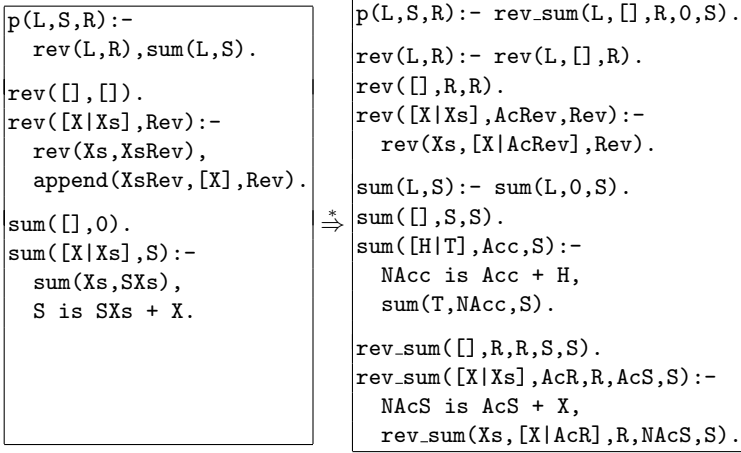 p(L,S,R):-
  rev(L,R),sum(L,S).
rev([],[]).
rev([X|Xs],Rev):-
  rev(Xs,XsRev),
  append(XsRev,[X],Rev).
sum([],0).
sum([X|Xs],S):-
  sum(Xs,SXs),
  S is SXs + X.
*⇒
p(L,S,R):- rev_sum(L,[],R,0,S).
rev(L,R):- rev(L,[],R).
rev([],R,R).
rev([X|Xs],AcRev,Rev):-
  rev(Xs,[X|AcRev],Rev).
sum(L,S):- sum(L,0,S).
sum([],S,S).
sum([H|T],Acc,S):-
  NAcc is Acc + H,
  sum(T,NAcc,S).
rev_sum([],R,R,S,S).
rev_sum([X|Xs],AcR,R,AcS,S):-
  NAcS is AcS + X,
  rev_sum(Xs,[X|AcR],R,NAcS,S).